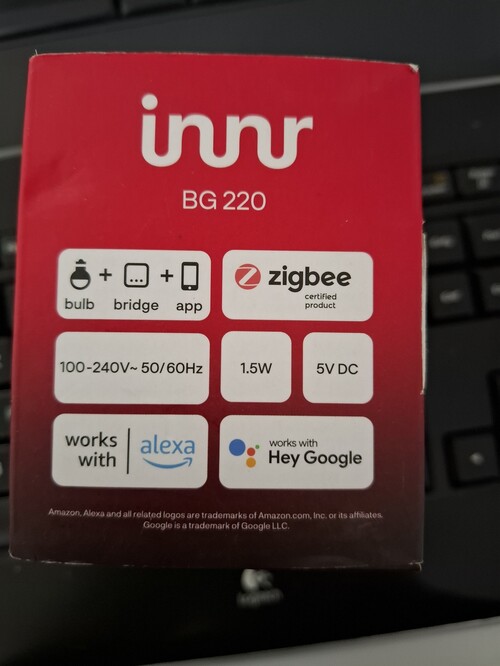 innr
BG 220
bulb + bridge + app
zigbee
certified
product
100-240V~ 50/60Hz
1.5W
5V DC
works
with
alexa
works with
Hey Google
Amazon, Alexa and all related logos are trademarks of Amazon.com, Inc. or its affiliates.
Google is a trademark of Google LLC.